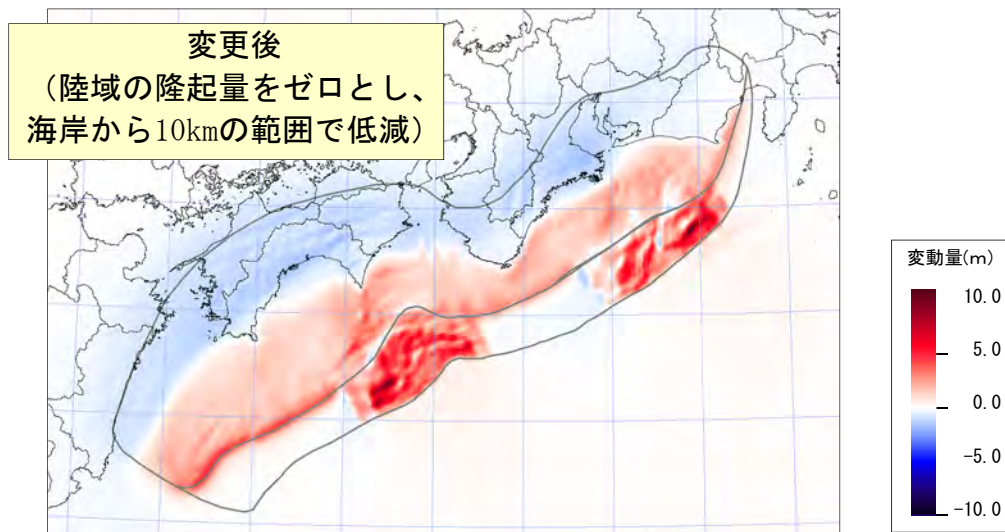 変更後
(陸域の隆起量をゼロとし、
海岸から10kmの範囲で低減)
変動量(m)
10.0
5.0
0.0
-5.0
-10.0